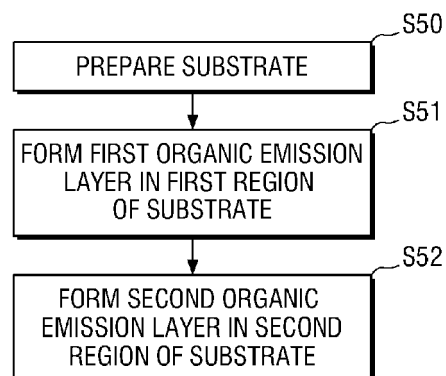 S50
PREPARE SUBSTRATE
S51
FORM FIRST ORGANIC EMISSION
LAYER IN FIRST REGION
OF SUBSTRATE
S52
FORM SECOND ORGANIC
EMISSION LAYER IN SECOND
REGION OF SUBSTRATE